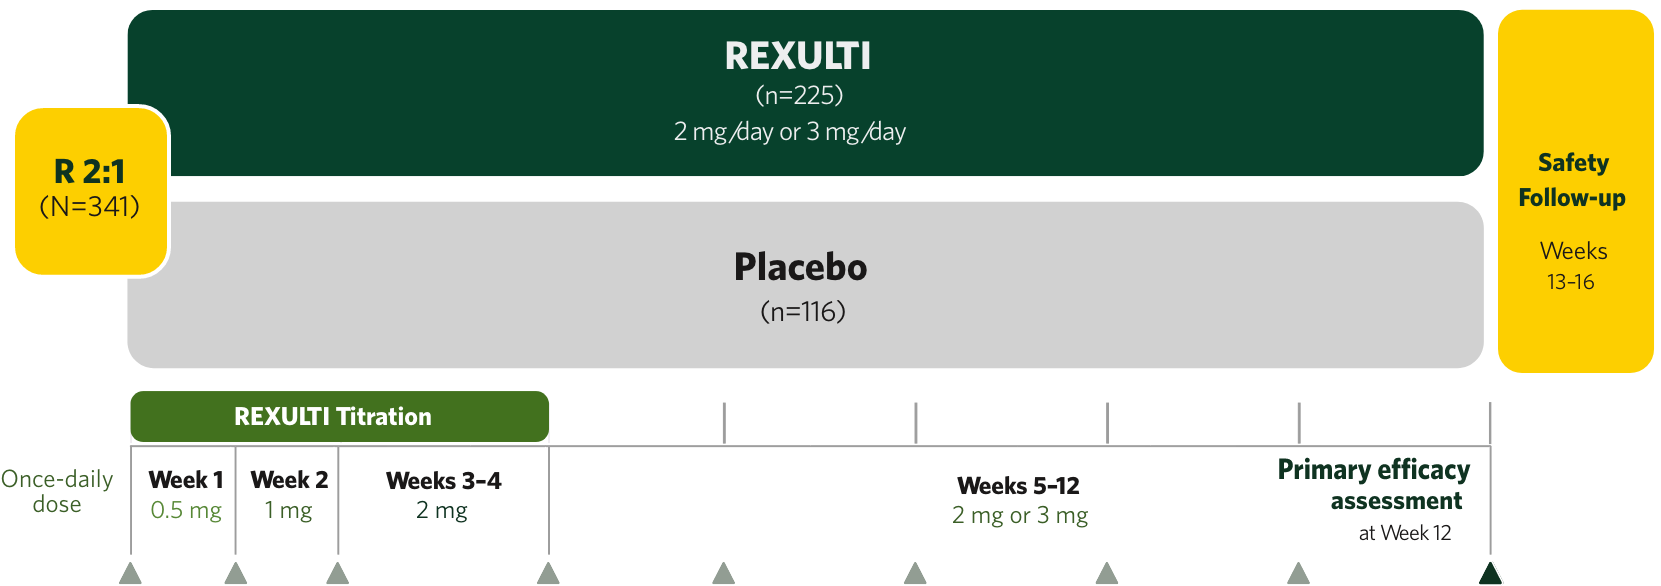 REXULTI
(n=225)
2 mg/day or 3 mg/day
R 2:1
(N=341)
Placebo
(n=116)
Safety
Follow-up
Weeks
13–16
REXULTI Titration
Once-daily
dose
Week 1
0.5 mg
Week 2
1 mg
Weeks 3–4
2 mg
Weeks 5–12
2 mg or 3 mg
Primary efficacy
assessment
at Week 12